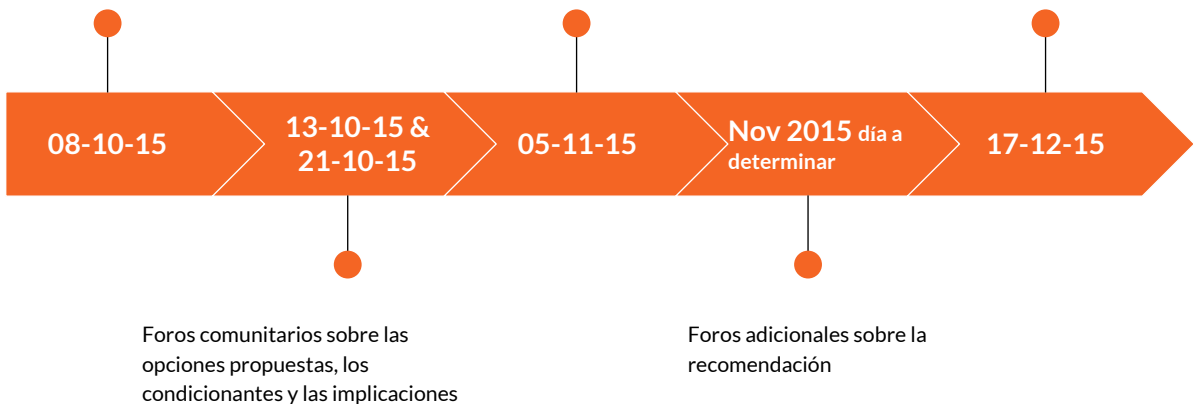 08-10-15
13-10-15 &
21-10-15
05-11-15
Nov 2015 día a
determinar
17-12-15
Foros comunitarios sobre las
opciones propuestas, los
condicionantes y las implicaciones
Foros adicionales sobre la
recomendación